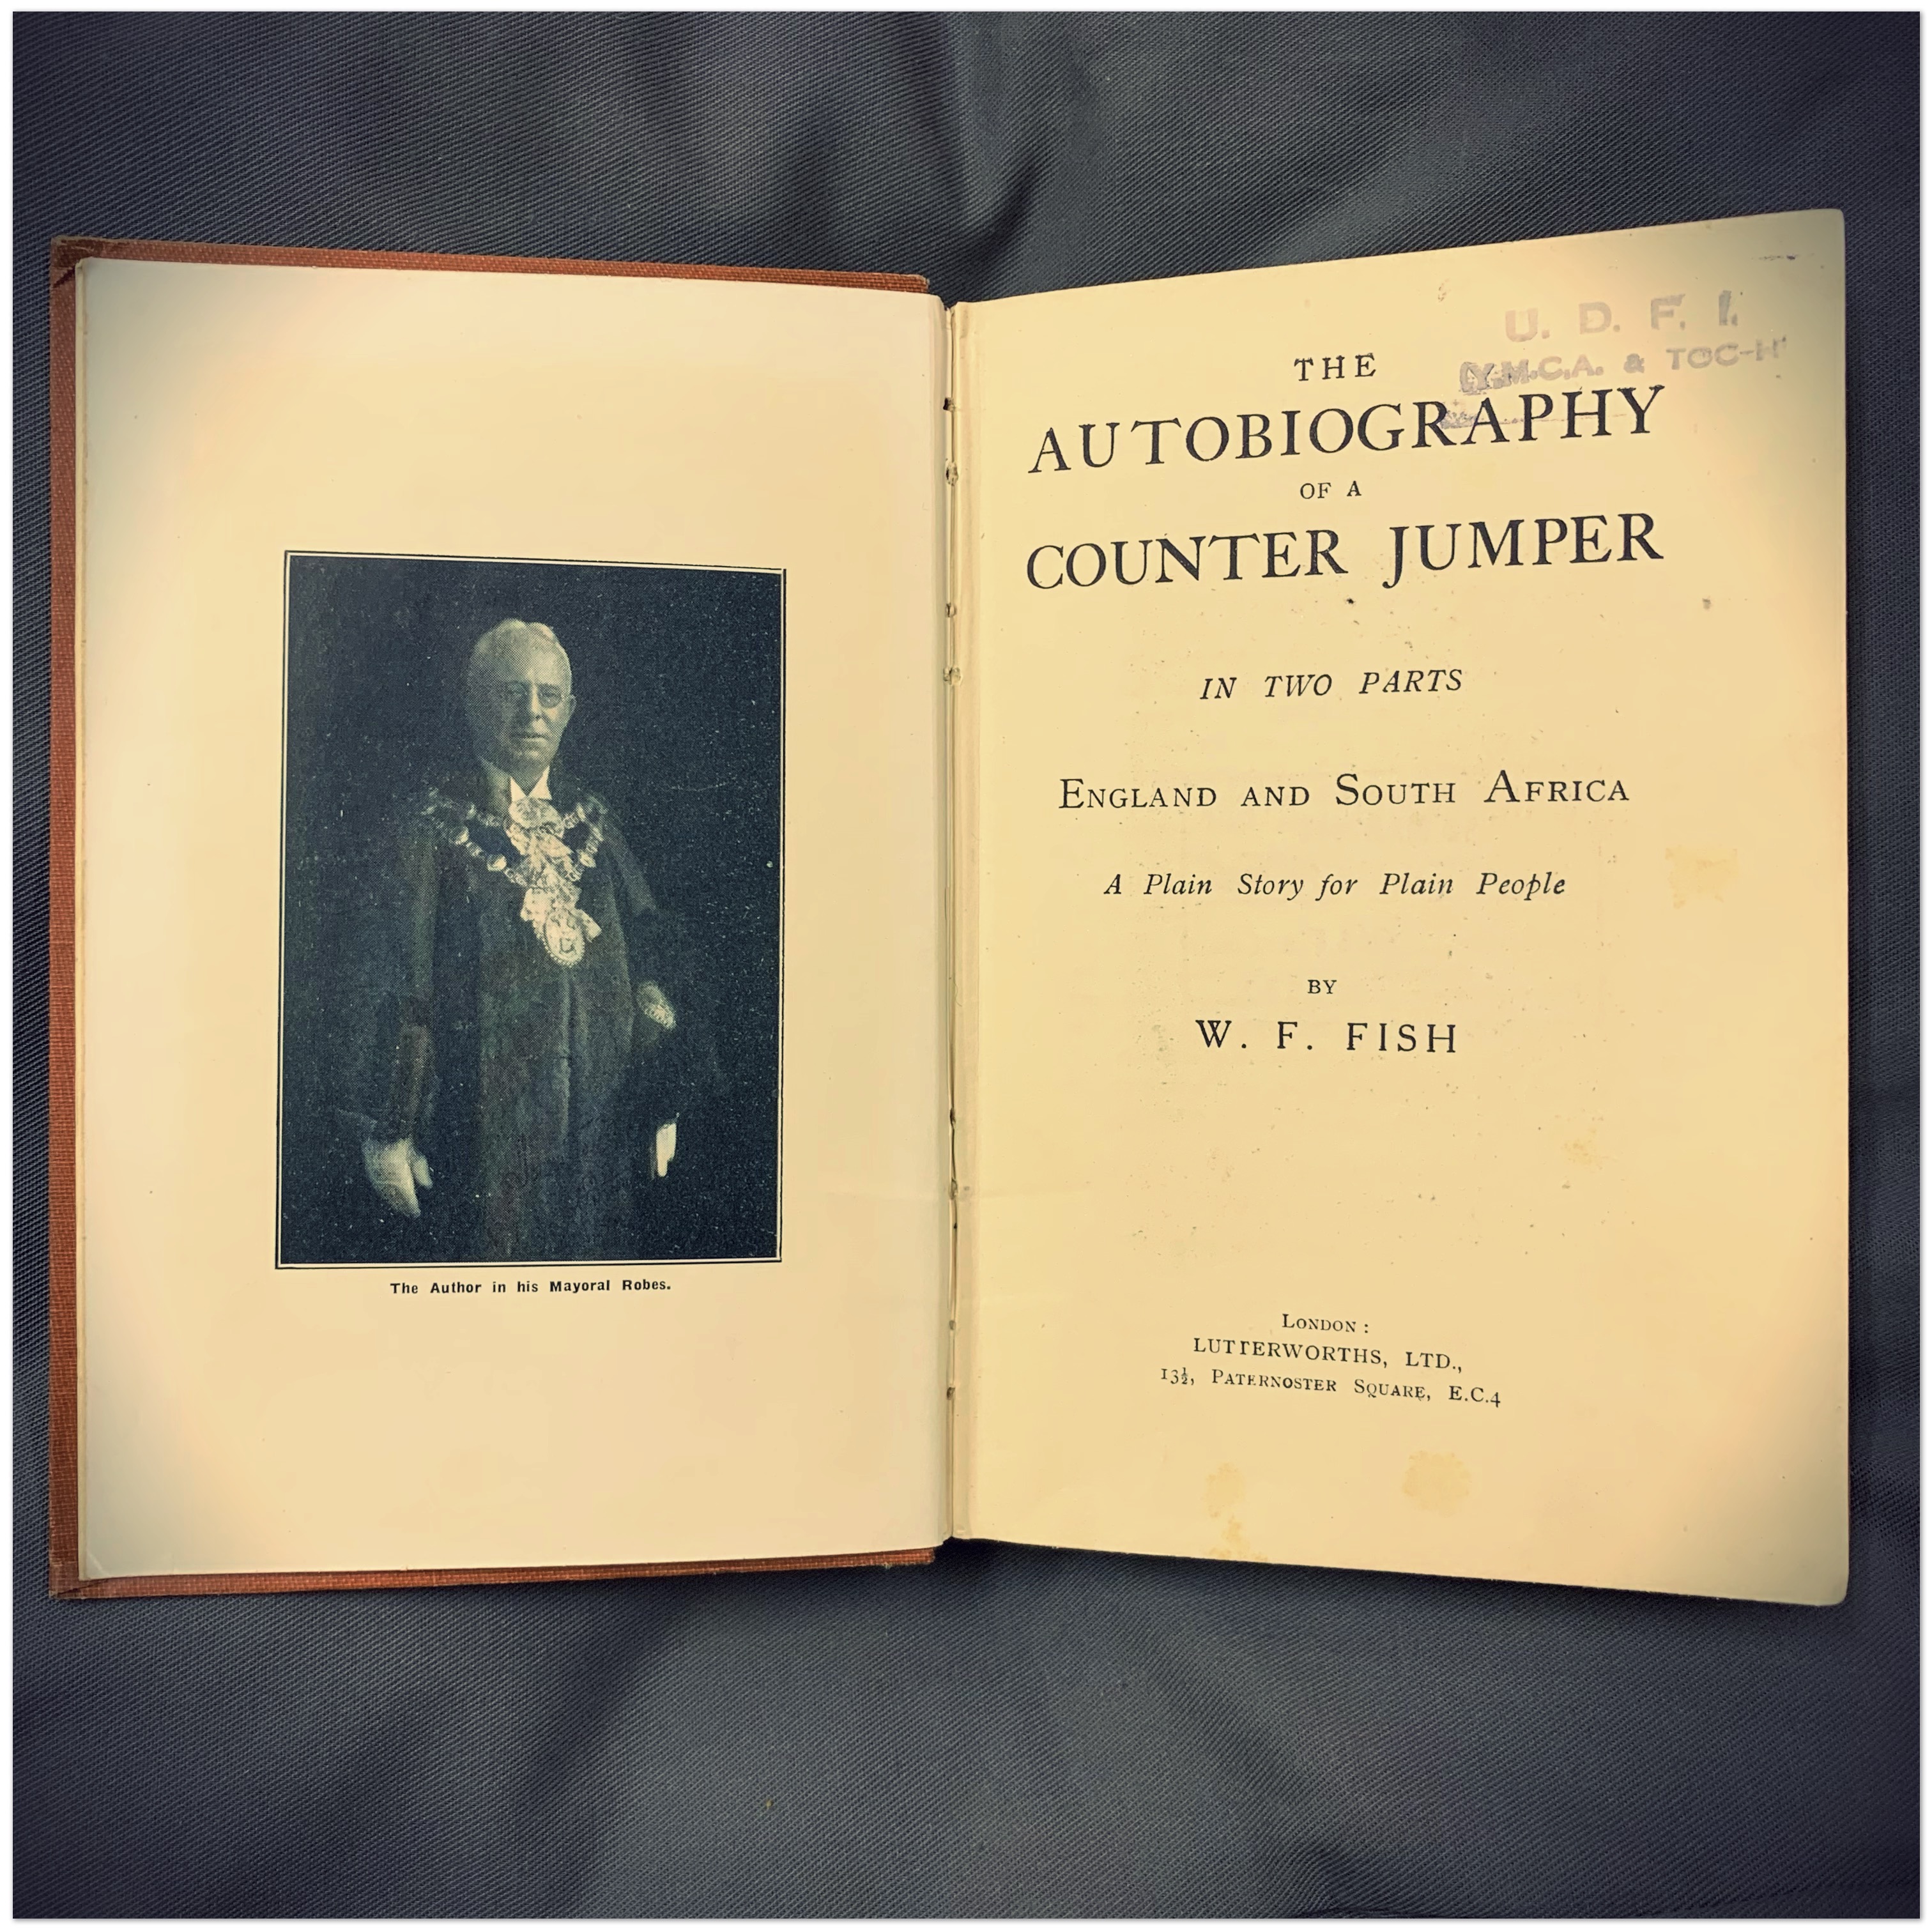 The Author in his Mayoral Robes.
U. D. F. I.
(Y.M.C.A. & TOC-H
THE
AUTOBIOGRAPHY
OF A
COUNTER JUMPER
IN TWO PARTS
ENGLAND AND SOUTH AFRICA
A Plain Story for Plain People
BY
W. F. FISH
LONDON :
LUTTERWORTHS, LTD.,
13½, PATERNOSTER SQUARE, E.C.4